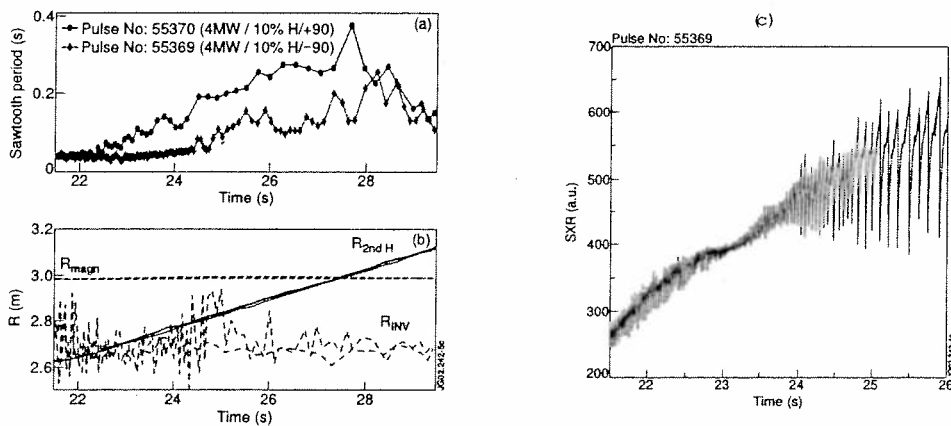 (a)
Pulse No: 55370 (4MW / 10% H/+90)
Pulse No: 55369 (4MW / 10% H/−90)
Sawtooth period (s)
0.4
0.2
0
22 24 26 28
Time (s)
(b)
R2nd H
Rmagn
RINV
R (m)
3.2
3.0
2.8
2.6
22 24 26 28
Time (s)
(c)
Pulse No: 55369
SXR (a.u.)
700
600
500
400
300
200
22 23 24 25 26
Time (s)